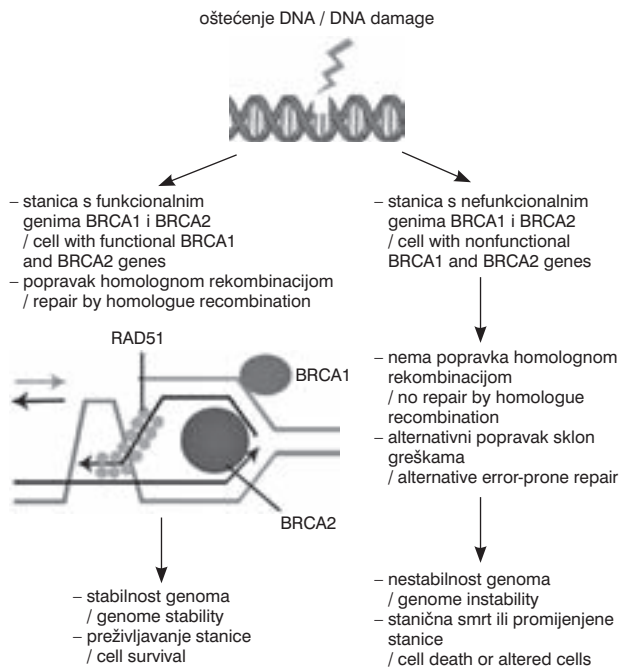 oštećenje DNA / DNA damage
– stanica s funkcionalnim
genima BRCA1 i BRCA2
/ cell with functional BRCA1
and BRCA2 genes
– popravak homolognom rekombinacijom
/ repair by homologue recombination
RAD51
BRCA1
BRCA2
– stabilnost genoma
/ genome stability
– preživljavanje stanice
/ cell survival
– stanica s nefunkcionalnim
genima BRCA1 i BRCA2
/ cell with nonfunctional
BRCA1 and BRCA2 genes
– nema popravka homolognom
rekombinacijom
/ no repair by homologue
recombination
– alternativni popravak sklon
greškama
/ alternative error-prone repair
– nestabilnost genoma
/ genome instability
– stanična smrt ili promijenjene
stanice
/ cell death or altered cells